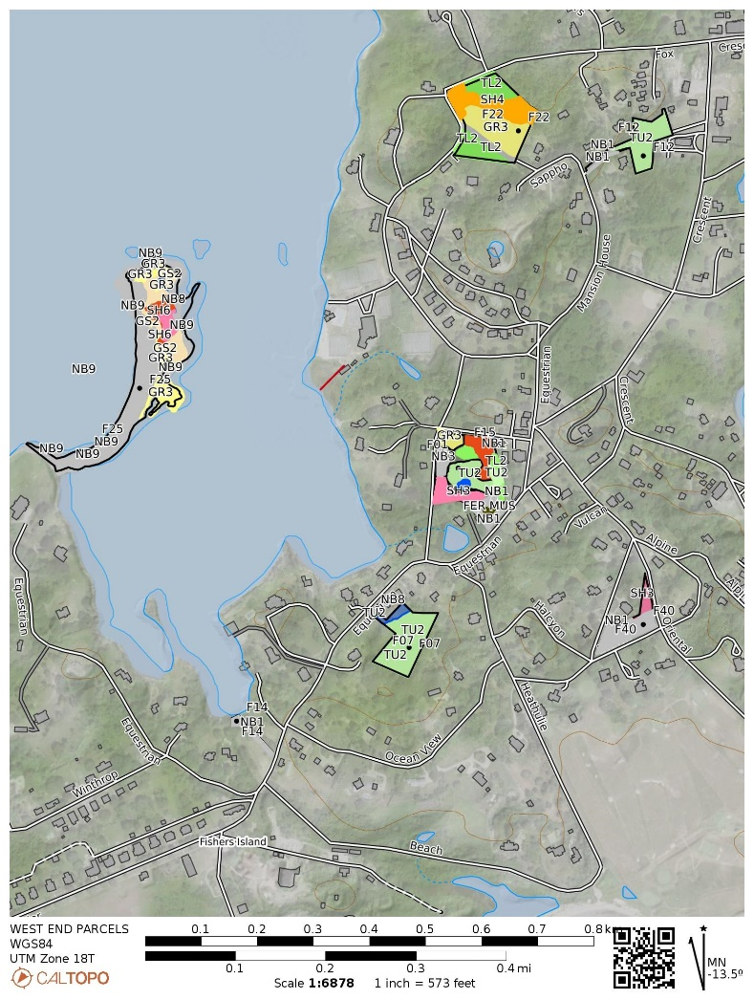 Fox
Cresc
TL2
SH4
F22
F22
GR3
TL2
TL2
F12
TU2
F12
NB1
NB1
Sappho
Crescent
Mansion House
NB9
GR3
GR3 GS2
GR3
NB8
NB9
SH6
GS2
NB9
SH6
GS2
GR3
NB9
NB9
F25
GR3
Equestrian
Crescent
F25
NB9
NB9
NB9
GR3
F15
F01
NB1
NB3
TL2
TU2
TU2
SH3
NB1
FER MUS
NB1
Vulcan
Alpine
Equestrian
Alpin
Equestrian
NB8
TU2
TU2
F07
F07
TU2
Halcyon
SH3
F40
NB1
F40
Oriental
Heathulie
F14
NB1
F14
Equestrian
Ocean View
Winthrop
Fishers Island
Beach
WEST END PARCELS
WGS84
UTM Zone 18T
CALTOPO
0.1 0.2 0.3 0.4 0.5 0.6 0.7 0.8 km
0.1 0.2 0.3 0.4 mi
Scale 1:6878 1 inch = 573 feet
MN
-13.5º